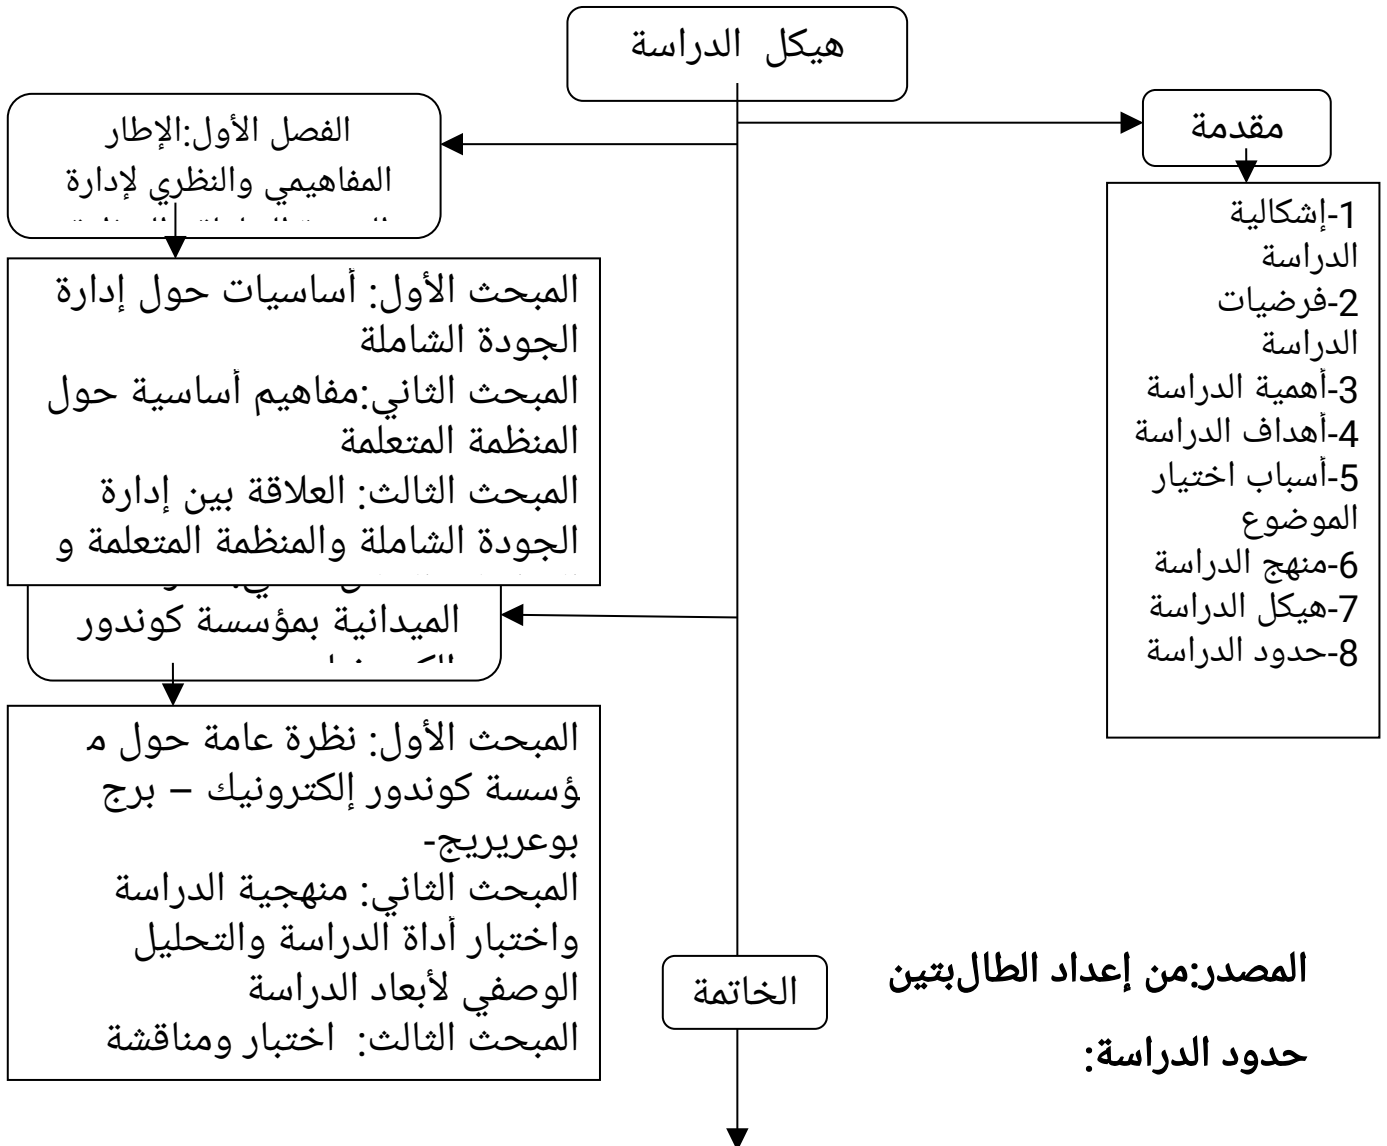 هيكل الدراسة
مقدمة
1-إشكالية
الدراسة
2-فرضيات
الدراسة
3-أهمية الدراسة
4-أهداف الدراسة
5-أسباب اختيار
الموضوع
6-منهج الدراسة
7-هيكل الدراسة
8-حدود الدراسة
الفصل الأول:الإطار
المفاهيمي والنظري لإدارة
المبحث الأول: أساسيات حول إدارة
الجودة الشاملة
المبحث الثاني:مفاهيم أساسية حول
المنظمة المتعلمة
المبحث الثالث: العلاقة بين إدارة
الجودة الشاملة والمنظمة المتعلمة و
الميدانية بمؤسسة كوندور
المبحث الأول: نظرة عامة حول م
ؤسسة كوندور إلكترونيك – برج
بوعريريج-
المبحث الثاني: منهجية الدراسة
واختبار أداة الدراسة والتحليل
الوصفي لأبعاد الدراسة
المبحث الثالث: اختبار ومناقشة
الخاتمة
المصدر:من إعداد الطالبتين
حدود الدراسة: